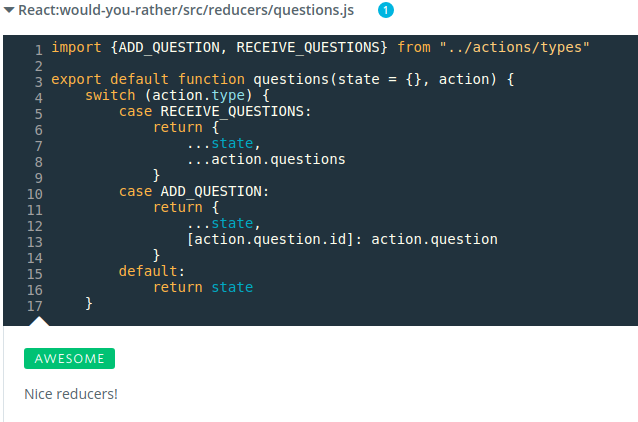 React:would-you-rather/src/reducers/questions.js 1
1 import {ADD_QUESTION, RECEIVE_QUESTIONS} from "../actions/types"
2
3 export default function questions(state = {}, action) {
4     switch (action.type) {
5         case RECEIVE_QUESTIONS:
6             return {
7                 ...state,
8                 ...action.questions
9             }
10         case ADD_QUESTION:
11             return {
12                 ...state,
13                 [action.question.id]: action.question
14             }
15         default:
16             return state
17     }
AWESOME
Nice reducers!